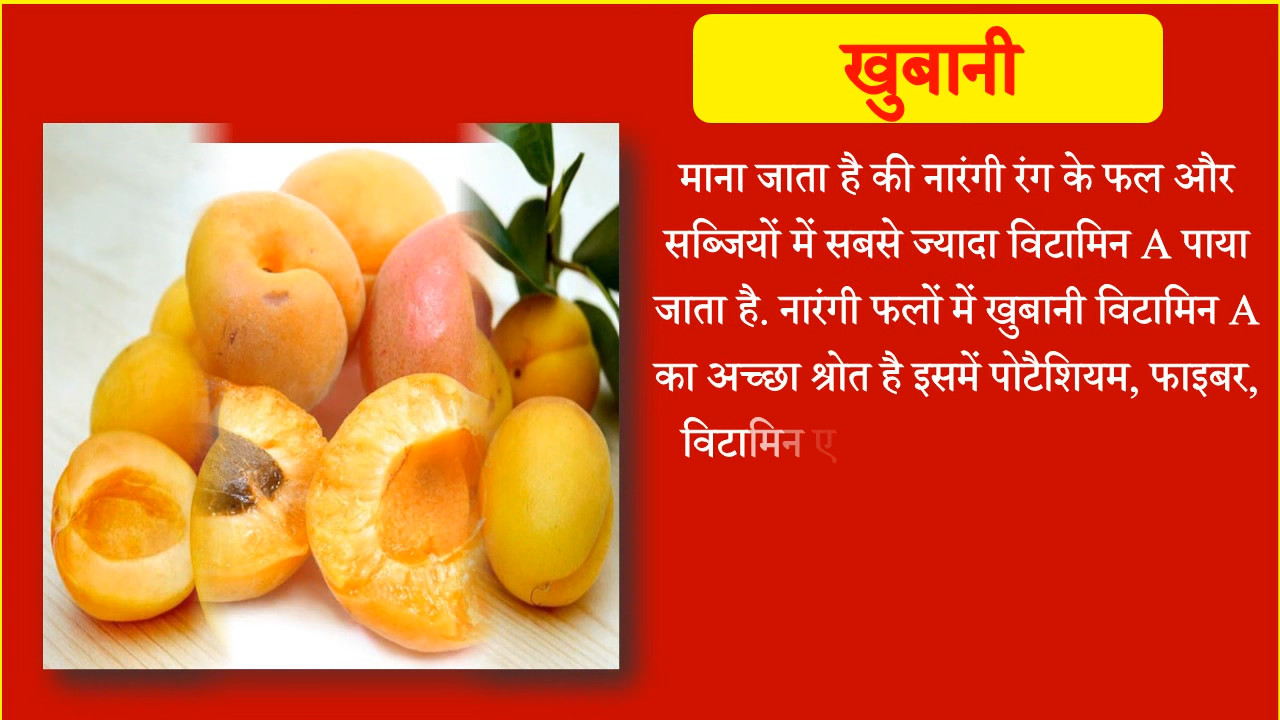 खुबानी
माना जाता है की नारंगी रंग के फल और
सब्जियों में सबसे ज्यादा विटामिन A पाया
जाता है. नारंगी फलों में खुबानी विटामिन A
का अच्छा श्रोत है इसमें पोटैशियम, फाइबर,
विटामिन ए